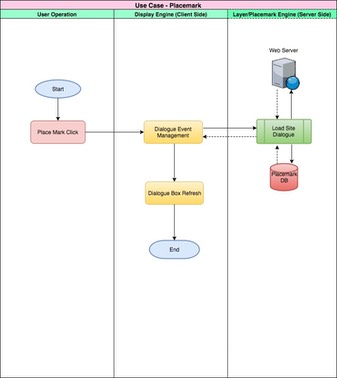 Use Case - Placemark
User Operation
Display Engine (Client Side)
Layer/Placemark Engine (Server Side)
Web Server
Start
Place Mark Click
Dialogue Event
Management
Load Site
Dialogue
Placemark
DB
Dialogue Box Refresh
End